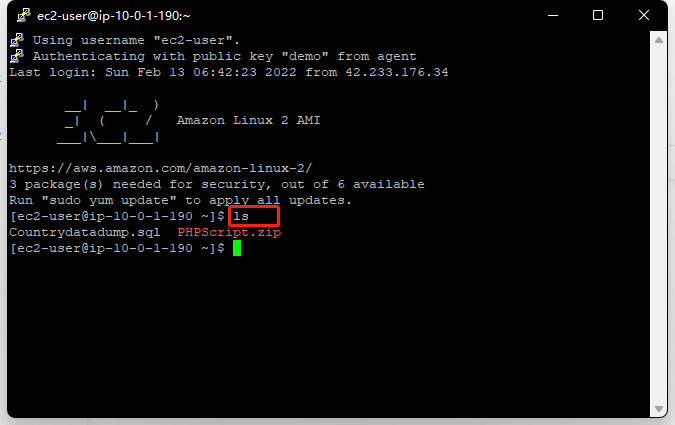 ec2-user@ip-10-0-1-190:~
Using username "ec2-user".
Authenticating with public key "demo" from agent
Last login: Sun Feb 13 06:42:23 2022 from 42.233.176.34
__|  __|_  )
_|  (     /   Amazon Linux 2 AMI
___|\___|___|
https://aws.amazon.com/amazon-linux-2/
3 package(s) needed for security, out of 6 available
Run "sudo yum update" to apply all updates.
[ec2-user@ip-10-0-1-190 ~]$ ls
Countrydatadump.sql  PHPScript.zip
[ec2-user@ip-10-0-1-190 ~]$